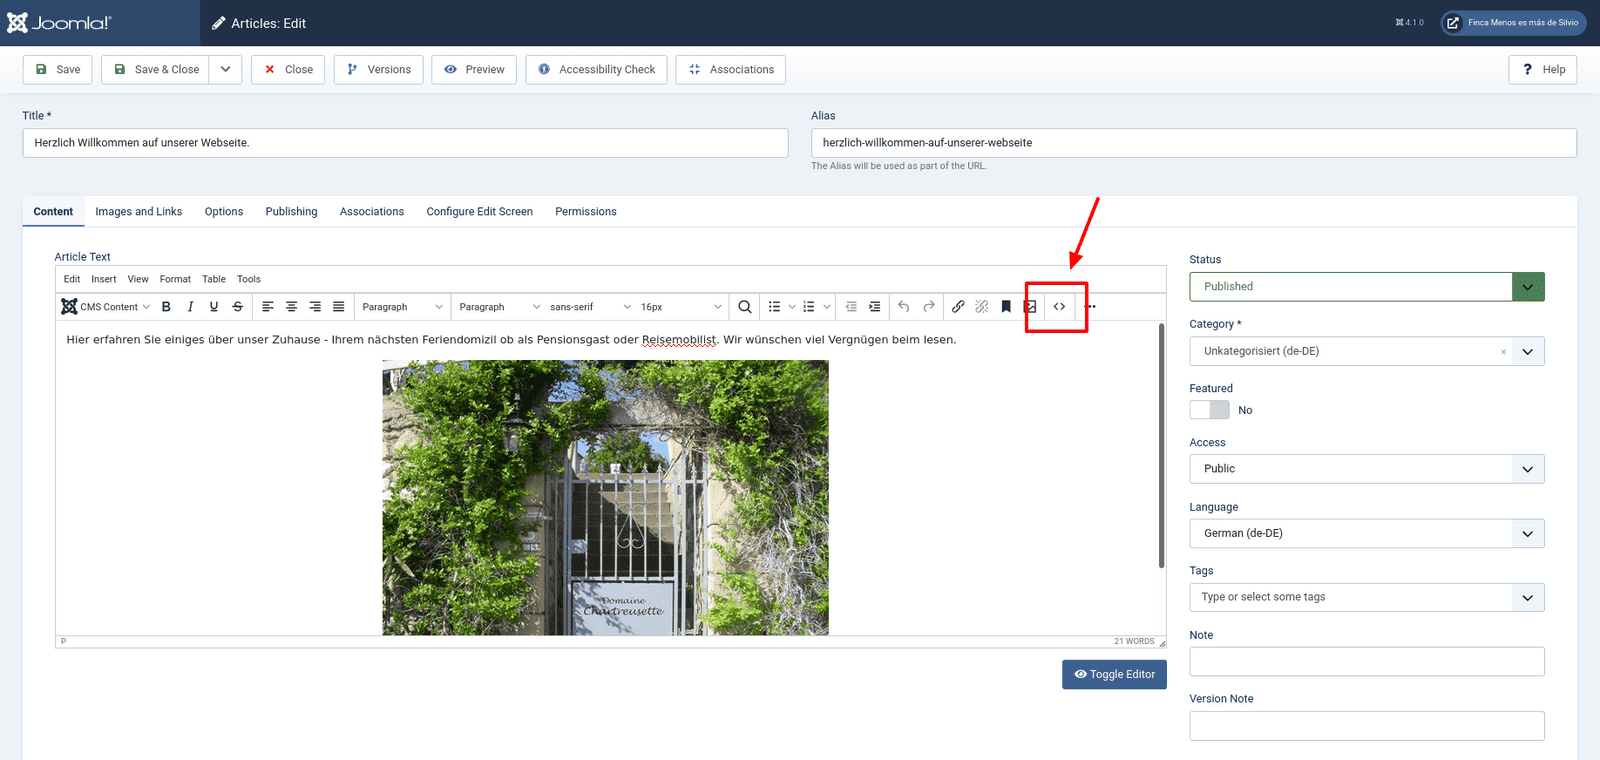 Joomla!® Articles: Edit 4.1.0 Finca Menos es más de Silvio
Save Save & Close Close Versions Preview Accessibility Check Associations ? Help
Title * Alias
Herzlich Willkommen auf unserer Webseite. herzlich-willkommen-auf-unserer-webseite
The Alias will be used as part of the URL.
Content Images and Links Options Publishing Associations Configure Edit Screen Permissions
Article Text
Edit Insert View Format Table Tools
CMS Content B I U S Paragraph Paragraph sans-serif 16px <> ...
Hier erfahren Sie einiges über unser Zuhause - Ihrem nächsten Feriendomizil ob als Pensionsgast oder Reisemobilist. Wir wünschen viel Vergnügen beim lesen.
Domaine
Chartreusette
P 21 WORDS
Toggle Editor
Status
Published
Category *
Unkategorisiert (de-DE) ×
Featured
No
Access
Public
Language
German (de-DE)
Tags
Type or select some tags
Note
Version Note